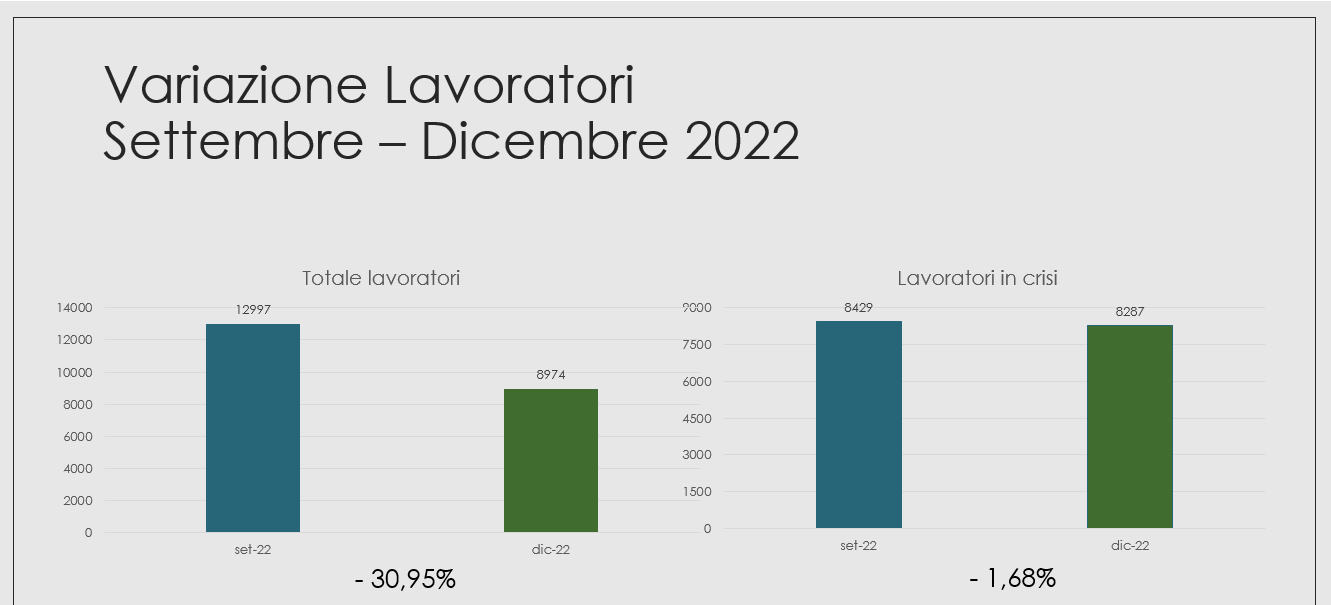 Variazione Lavoratori
Settembre – Dicembre 2022
Totale lavoratori
14000
12000
10000
8000
6000
4000
2000
0
12997
8974
set-22
dic-22
- 30,95%
Lavoratori in crisi
9000
7500
6000
4500
3000
1500
0
8429
8287
set-22
dic-22
- 1,68%